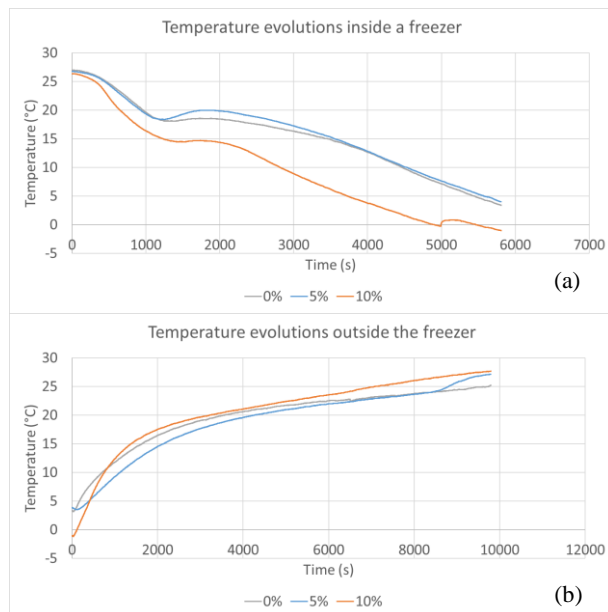 Temperature evolutions inside a freezer
30
25
20
15
10
5
0
-5
Temperature (°C)
0 1000 2000 3000 4000 5000 6000 7000
Time (s)
(a)
0% 5% 10%
Temperature evolutions outside the freezer
30
25
20
15
10
5
0
-5
Temperature (°C)
0 2000 4000 6000 8000 10000 12000
Time (s)
0% 5% 10%
(b)